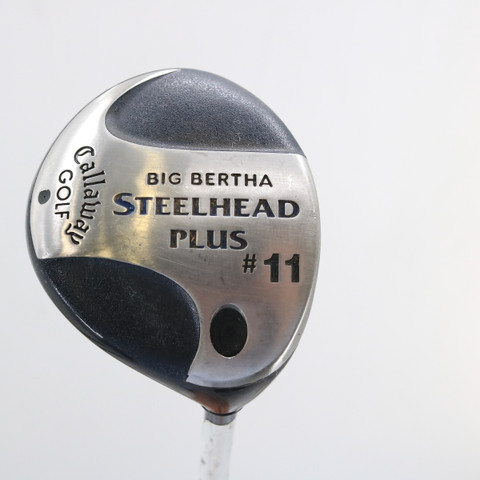 Callaway
GOLF
BIG BERTHA
STEELHEAD
PLUS
#11